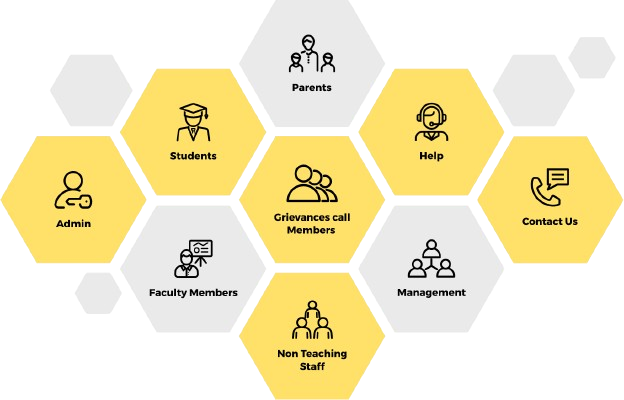 Parents
Students
Help
Admin
Grievances call
Members
Contact Us
Faculty Members
Management
Non Teaching
Staff